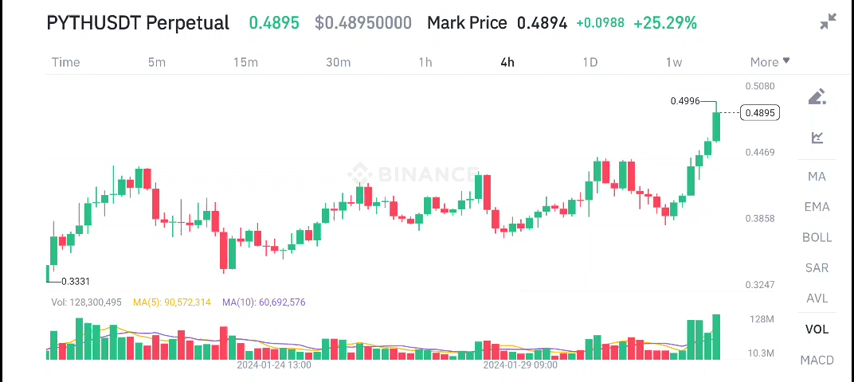 PYTHUSDT Perpetual 0.4895 $0.48950000 Mark Price 0.4894 +0.0988 +25.29%
Time 5m 15m 30m 1h 4h 1D 1w More
0.5080
0.4996
0.4895
0.4469
0.3858
0.3331
0.3247
BINANCE
Vol: 128,300,495 MA(5): 90,572,314 MA(10): 60,692,576
128M
10.3M
2024-01-24 13:00 2024-01-29 09:00
MA
EMA
BOLL
SAR
AVL
VOL
MACD